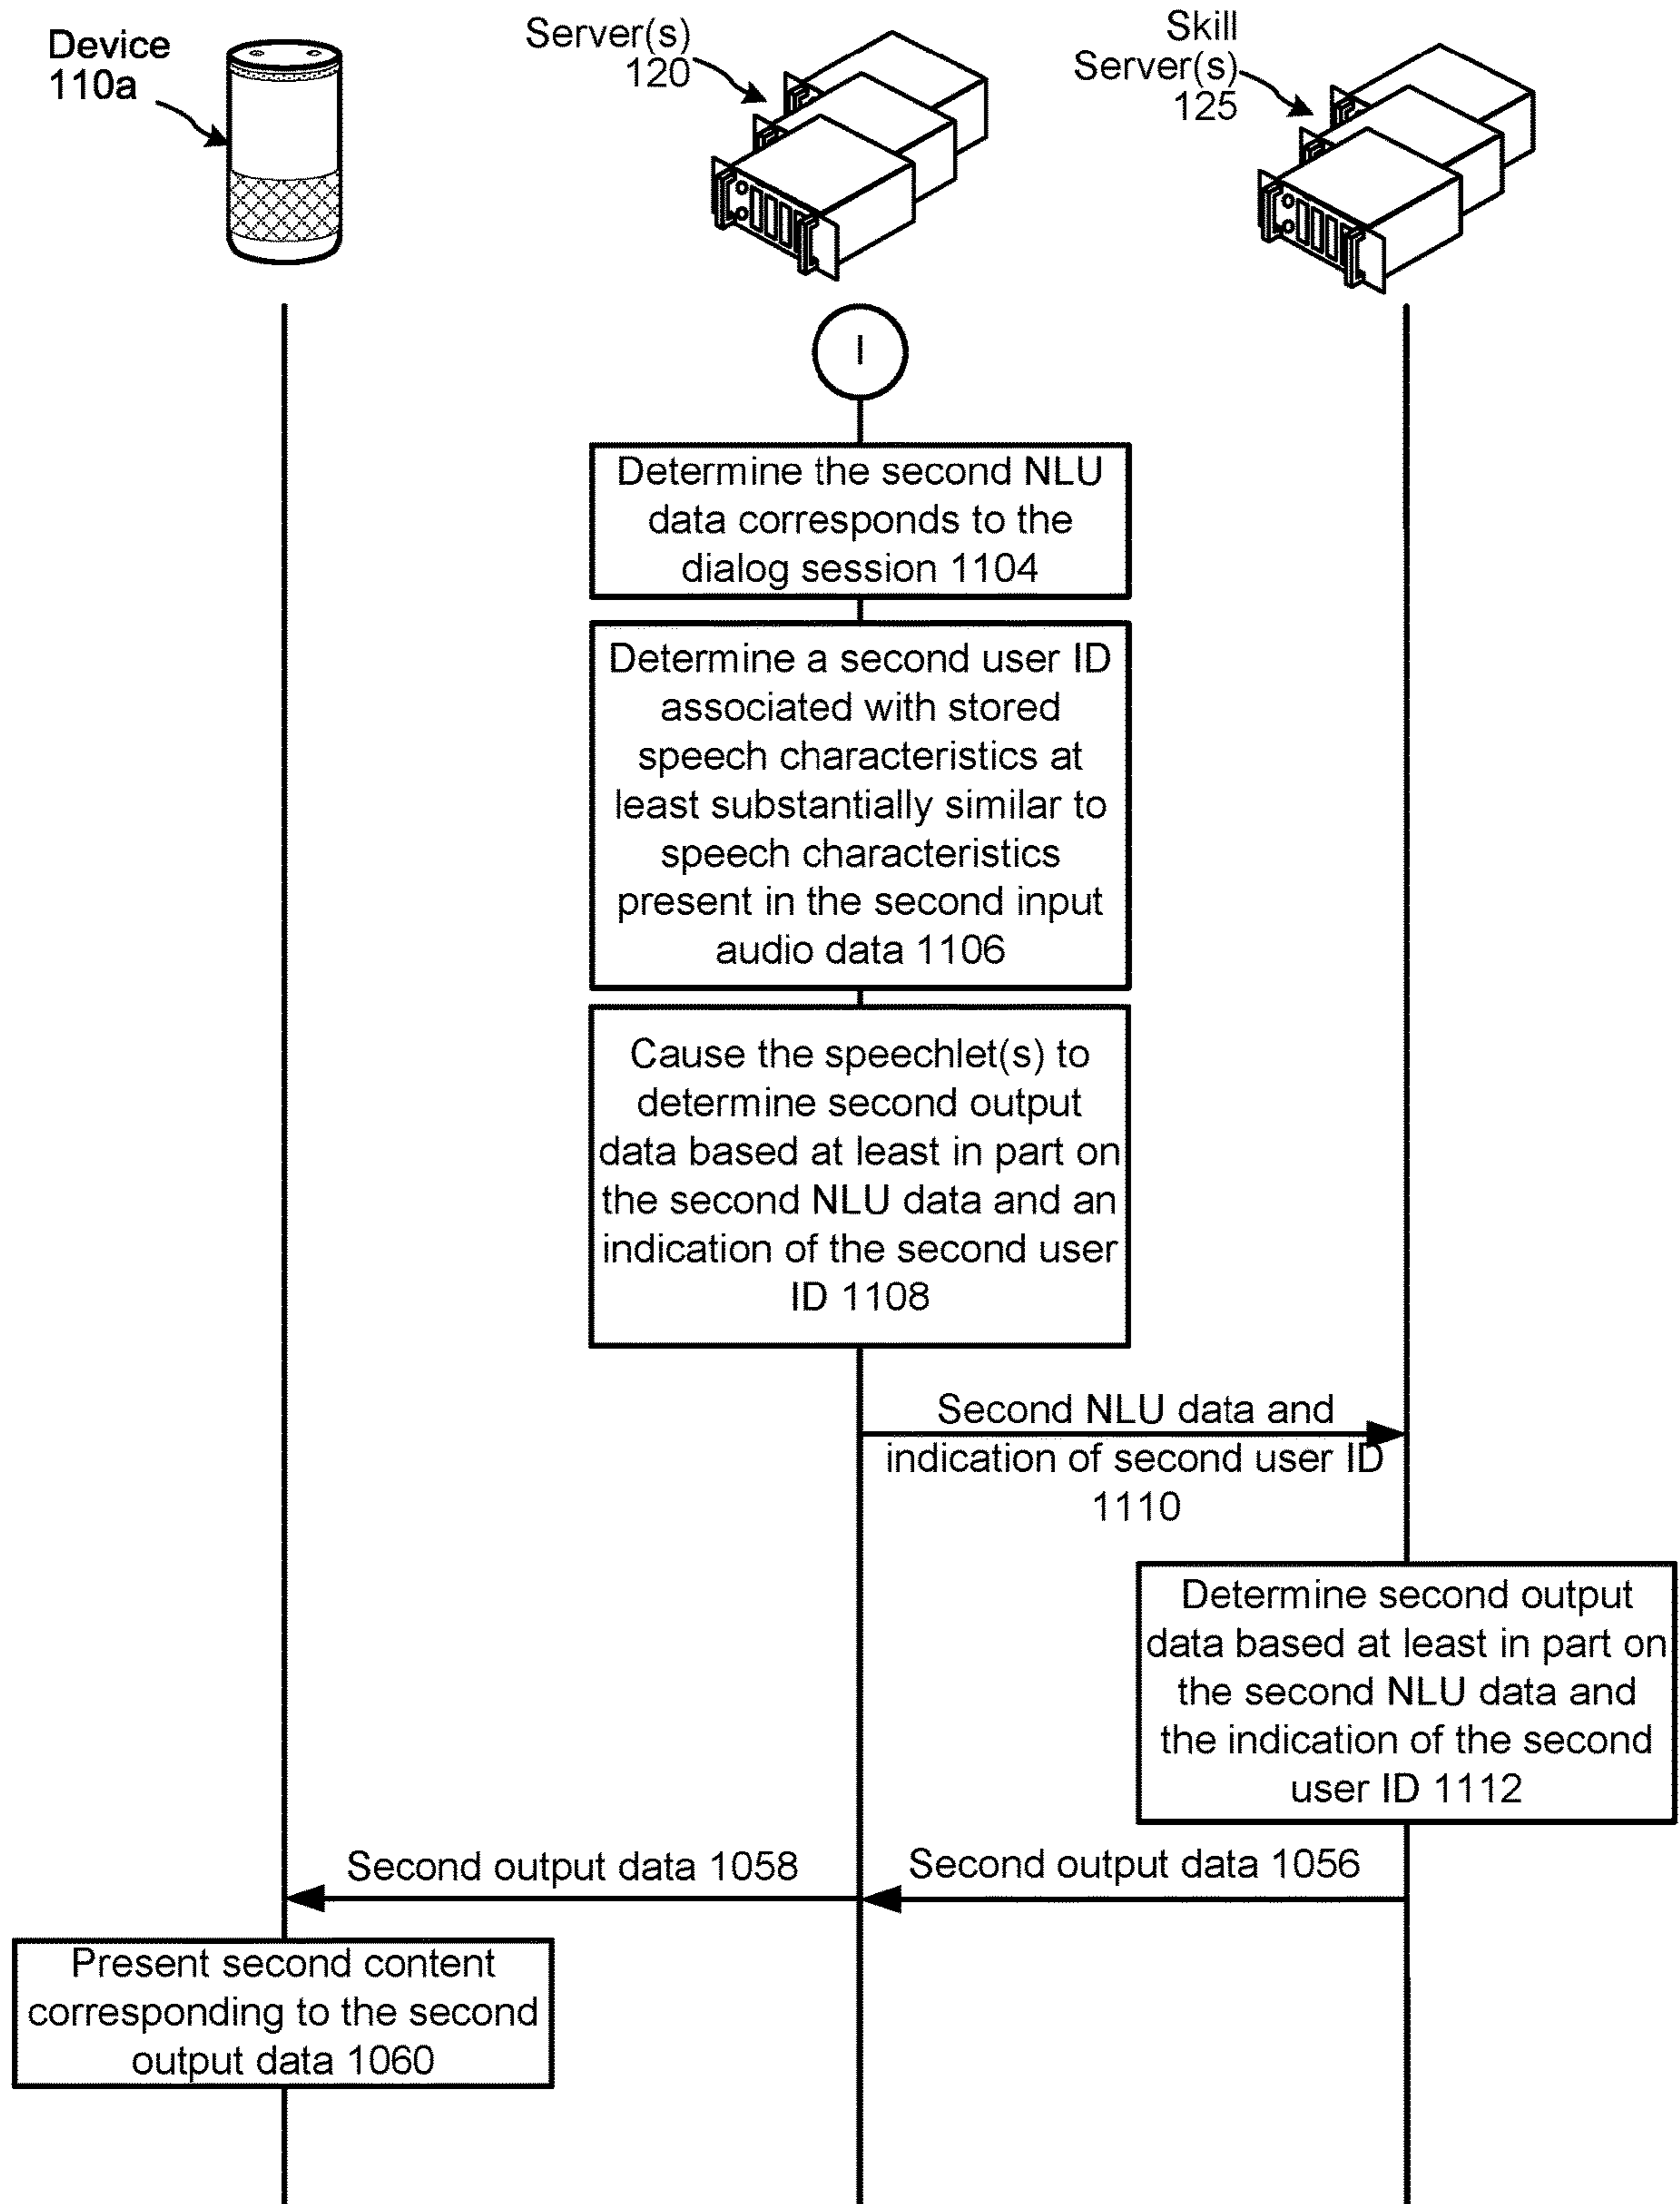 Device
110a
Server(s)
120
Skill
Server(s)
125
I
Determine the second NLU
data corresponds to the
dialog session 1104
Determine a second user ID
associated with stored
speech characteristics at
least substantially similar to
speech characteristics
present in the second input
audio data 1106
Cause the speechlet(s) to
determine second output
data based at least in part on
the second NLU data and an
indication of the second user
ID 1108
Second NLU data and
indication of second user ID
1110
Determine second output
data based at least in part on
the second NLU data and
the indication of the second
user ID 1112
Second output data 1058
Second output data 1056
Present second content
corresponding to the second
output data 1060